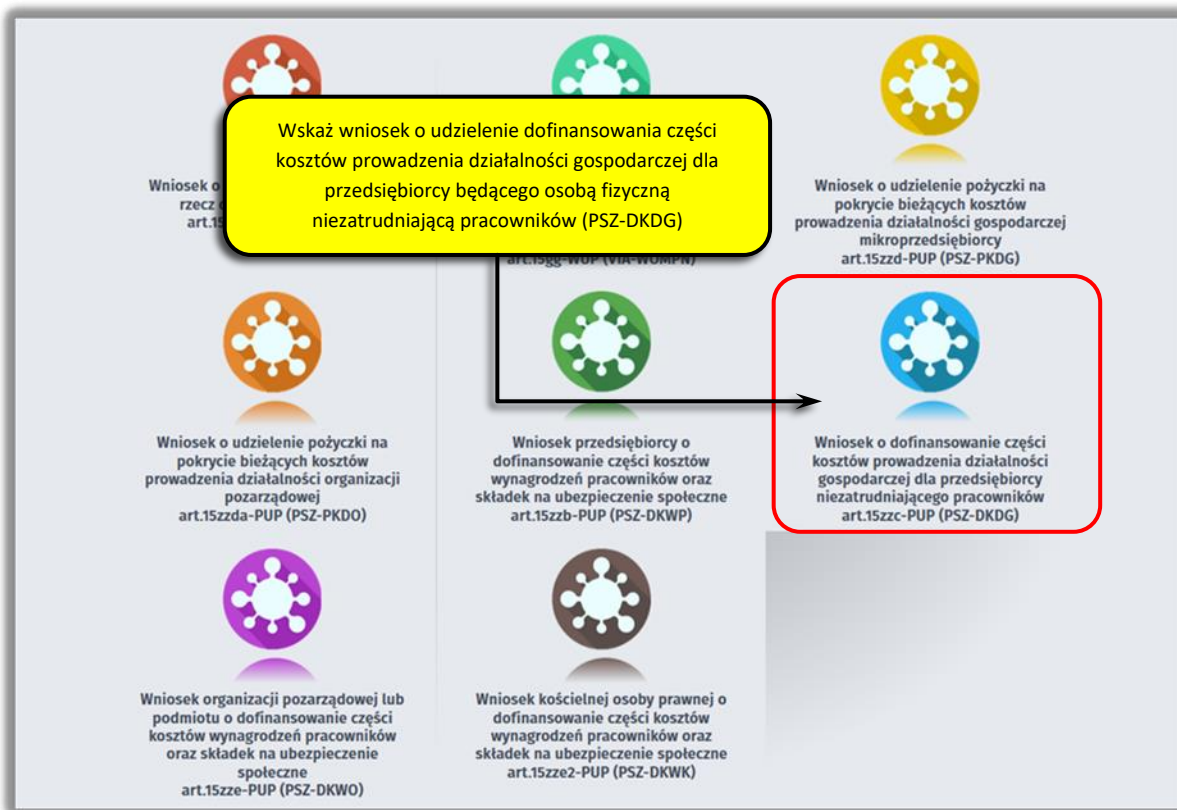 Wskaż wniosek o udzielenie dofinansowania części
kosztów prowadzenia działalności gospodarczej dla
przedsiębiorcy będącego osobą fizyczną
niezatrudniającą pracowników (PSZ-DKDG)
Wniosek o
rzecz
art.15
art.15gg-WUP (VIA-WOMPN)
Wniosek o udzielenie pożyczki na
pokrycie bieżących kosztów
prowadzenia działalności gospodarczej
mikroprzedsiębiorcy
art.15zzd-PUP (PSZ-PKDG)
Wniosek o udzielenie pożyczki na
pokrycie bieżących kosztów
prowadzenia działalności organizacji
pozarządowej
art.15zzda-PUP (PSZ-PKDO)
Wniosek przedsiębiorcy o
dofinansowanie części kosztów
wynagrodzeń pracowników oraz
składek na ubezpieczenie społeczne
art.15zzb-PUP (PSZ-DKWP)
Wniosek o dofinansowanie części
kosztów prowadzenia działalności
gospodarczej dla przedsiębiorcy
niezatrudniającego pracowników
art.15zzc-PUP (PSZ-DKDG)
Wniosek organizacji pozarządowej lub
podmiotu o dofinansowanie części
kosztów wynagrodzeń pracowników
oraz składek na ubezpieczenie
społeczne
art.15zze-PUP (PSZ-DKWO)
Wniosek kościelnej osoby prawnej o
dofinansowanie części kosztów
wynagrodzeń pracowników oraz
składek na ubezpieczenie społeczne
art.15zze2-PUP (PSZ-DKWK)